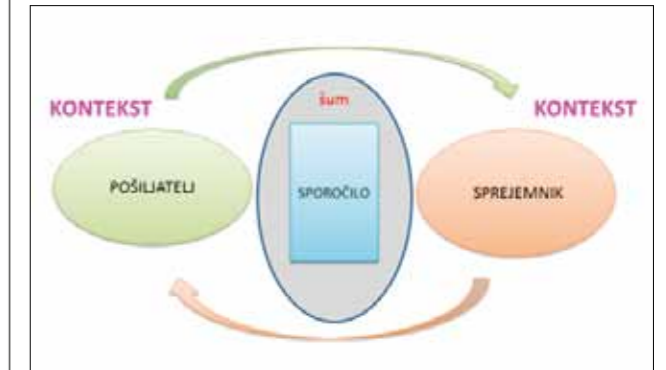 šum
KONTEKST
KONTEKST
POŠILJATELJ
SPOROČILO
SPREJEMNIK